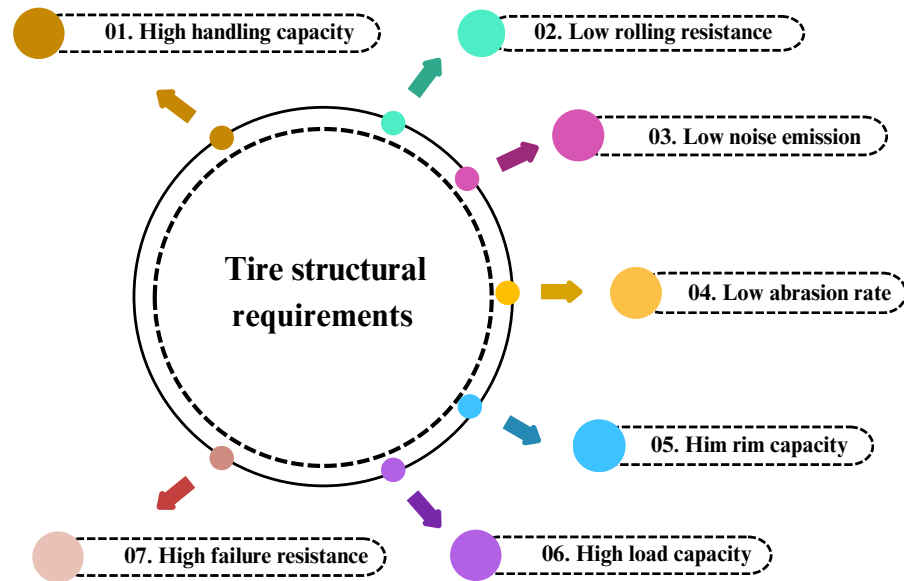 01. High handling capacity
02. Low rolling resistance
03. Low noise emission
Tire structural
requirements
04. Low abrasion rate
05. Him rim capacity
06. High load capacity
07. High failure resistance